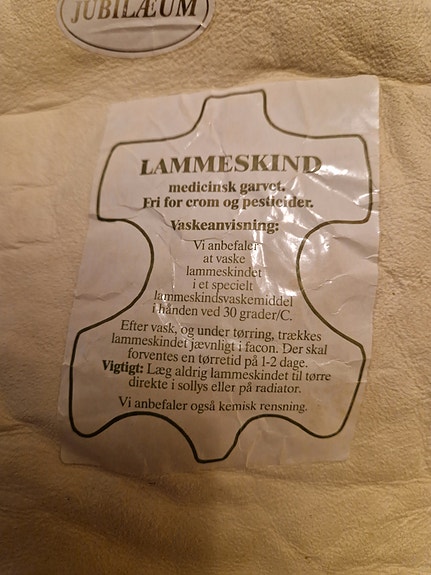 JUBILÆUM
LAMMESKIND
medicinsk garvet.
Fri for crom og pesticider.
Vaskeanvisning:
Vi anbefaler
at vaske
lammeskindet
i et specielt
lammeskindsvaskemiddel
i hånden ved 30 grader/C.
Efter vask, og under tørring, trækkes
lammeskindet jævnligt i facon. Der skal
forventes en tørretid på 1-2 dage.
Vigtigt: Læg aldrig lammeskindet til tørre
direkte i sollys eller på radiator.
Vi anbefaler også kemisk rensning.